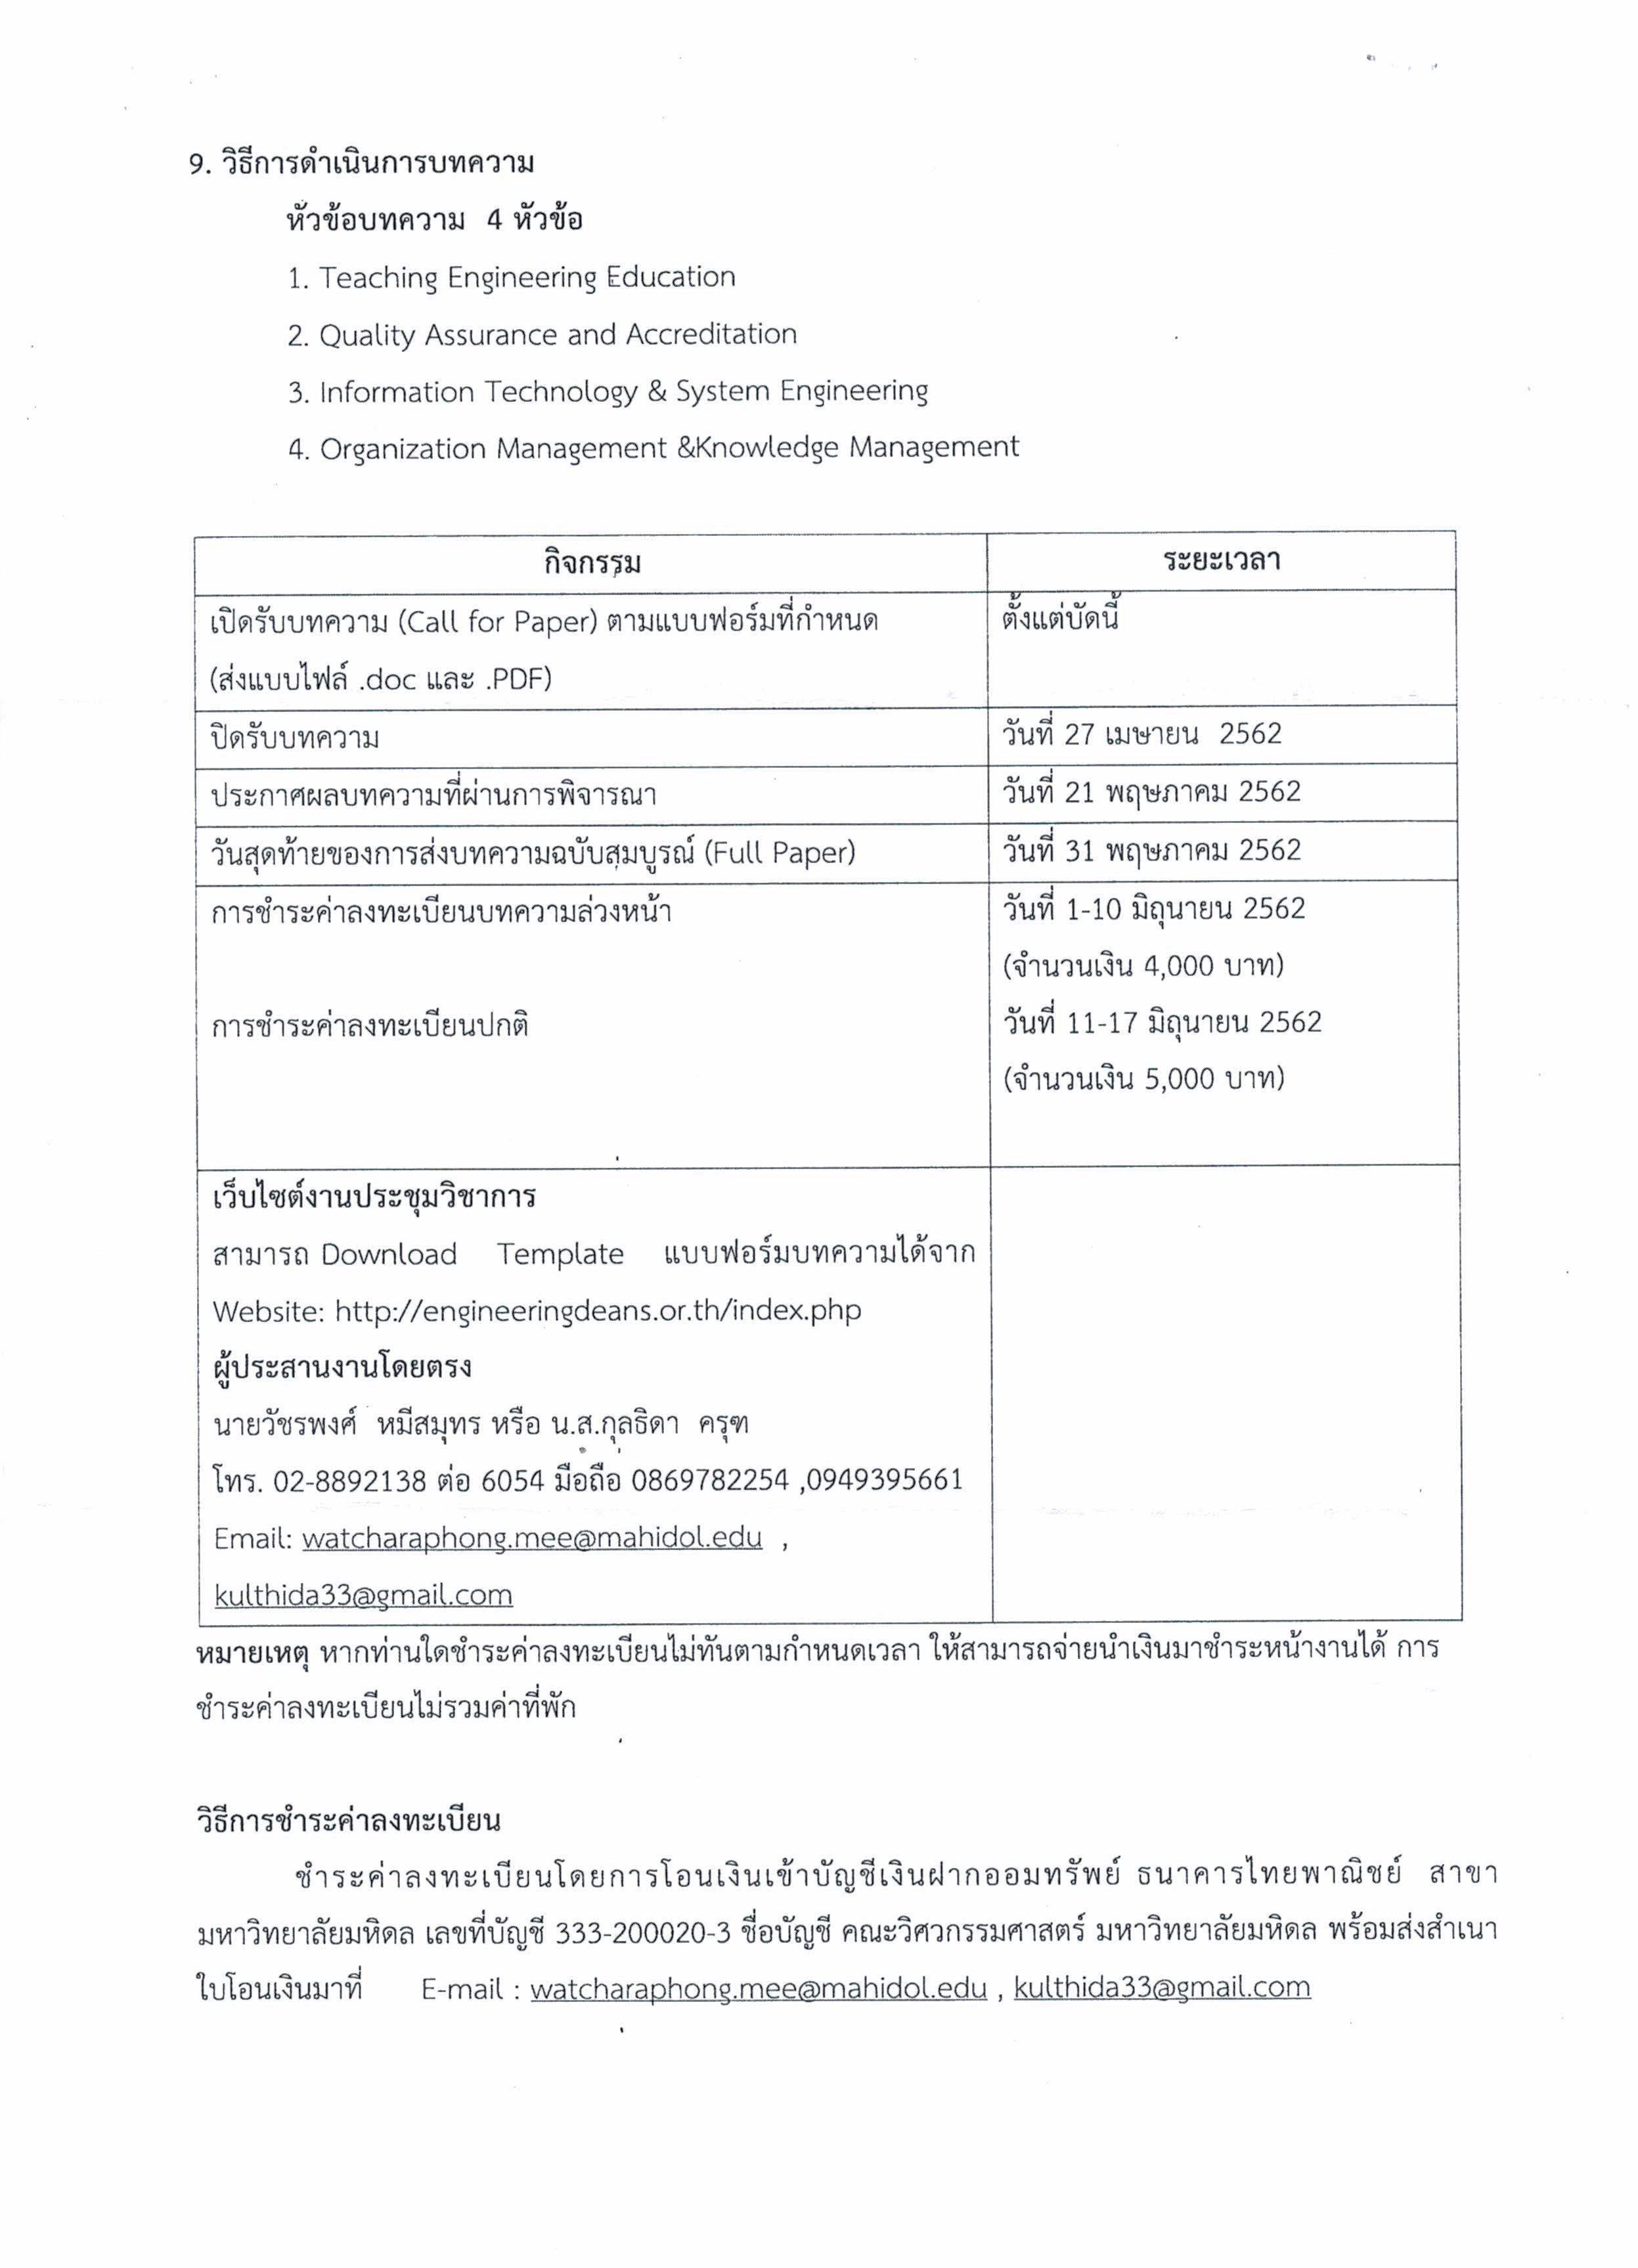 9. วิธีการดำเนินการบทความ
หัวข้อบทความ 4 หัวข้อ
1. Teaching Engineering Education
2. Quality Assurance and Accreditation
3. Information Technology & System Engineering
4. Organization Management &Knowledge Management
กิจกรรม ระยะเวลา
เปิดรับบทความ (Call for Paper) ตามแบบฟอร์มที่กำหนด ตั้งแต่บัดนี้
(ส่งแบบไฟล์ .doc และ .PDF)
ปิดรับบทความ วันที่ 27 เมษายน 2562
ประกาศผลบทความที่ผ่านการพิจารณา วันที่ 21 พฤษภาคม 2562
วันสุดท้ายของการส่งบทความฉบับสมบูรณ์ (Full Paper) วันที่ 31 พฤษภาคม 2562
การชำระค่าลงทะเบียนบทความล่วงหน้า วันที่ 1-10 มิถุนายน 2562
(จำนวนเงิน 4,000 บาท)
การชำระค่าลงทะเบียนปกติ วันที่ 11-17 มิถุนายน 2562
(จำนวนเงิน 5,000 บาท)
เว็บไซต์งานประชุมวิชาการ
สามารถ Download Template แบบฟอร์มบทความได้จาก
Website: http://engineeringdeans.or.th/index.php
ผู้ประสานงานโดยตรง
นายวัชรพงศ์ หมีสมุทร หรือ น.ส.กุลธิดา ครุฑ
โทร. 02-8892138 ต่อ 6054 มือถือ 0869782254 ,0949395661
Email: watcharaphong.mee@mahidol.edu ,
kulthida33@gmail.com
หมายเหตุ หากท่านใดชำระค่าลงทะเบียนไม่ทันตามกำหนดเวลา ให้สามารถจ่ายนำเงินมาชำระหน้างานได้ การ
ชำระค่าลงทะเบียนไม่รวมค่าที่พัก
วิธีการชำระค่าลงทะเบียน
ชำระค่าลงทะเบียนโดยการโอนเงินเข้าบัญชีเงินฝากออมทรัพย์ ธนาคารไทยพาณิชย์ สาขา
มหาวิทยาลัยมหิดล เลขที่บัญชี 333-200020-3 ชื่อบัญชี คณะวิศวกรรมศาสตร์ มหาวิทยาลัยมหิดล พร้อมส่งสำเนา
ใบโอนเงินมาที่ E-mail : watcharaphong.mee@mahidol.edu , kulthida33@gmail.com